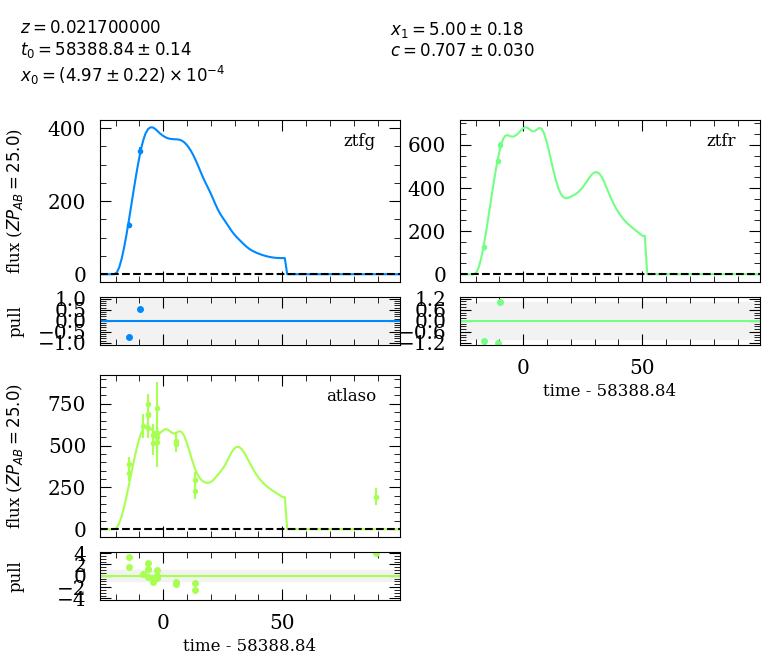 z = 0.021700000
t₀ = 58388.84 ± 0.14
x₀ = (4.97 ± 0.22) × 10⁻⁴
x₁ = 5.00 ± 0.18
c = 0.707 ± 0.030
ztfg
400
200
0
flux (ZP_AB = 25.0)
ztfr
600
400
200
0
1.0
0.5
0.0
−0.5
−1.0
pull
1.2
0.6
0.0
−0.6
−1.2
0 50
time - 58388.84
atlaso
750
500
250
0
flux (ZP_AB = 25.0)
4
2
0
−2
−4
pull
0 50
time - 58388.84